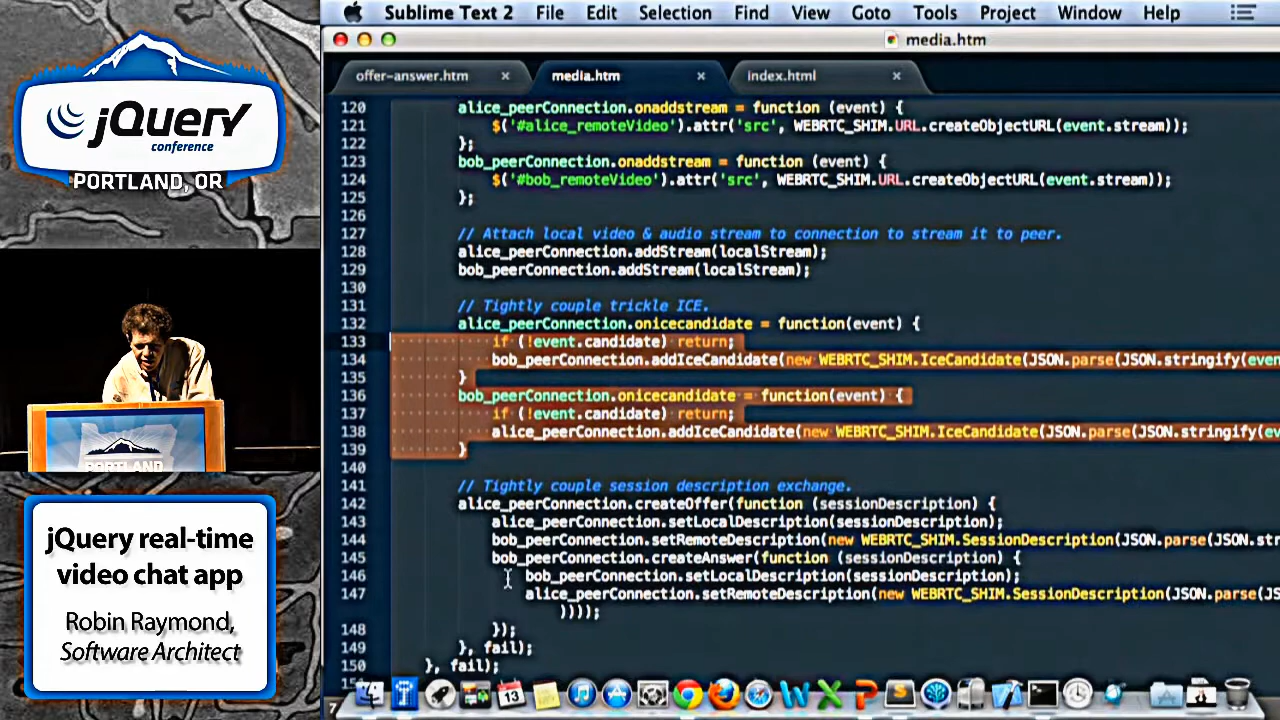 jQuery
conference
PORTLAND, OR
PORTLAND
jQuery real-time
video chat app
Robin Raymond,
Software Architect
Sublime Text 2 File Edit Selection Find View Goto Tools Project Window Help
media.htm
offer-answer.htm × media.htm × index.html ×
120 alice_peerConnection.onaddstream = function (event) {
121 $('#alice_remoteVideo').attr('src', WEBRTC_SHIM.URL.createObjectURL(event.stream));
122 };
123 bob_peerConnection.onaddstream = function (event) {
124 $('#bob_remoteVideo').attr('src', WEBRTC_SHIM.URL.createObjectURL(event.stream));
125 };
126
127 // Attach local video & audio stream to connection to stream it to peer.
128 alice_peerConnection.addStream(localStream);
129 bob_peerConnection.addStream(localStream);
130
131 // Tightly couple trickle ICE.
132 alice_peerConnection.onicecandidate = function(event) {
133 if (!event.candidate) return;
134 bob_peerConnection.addIceCandidate(new WEBRTC_SHIM.IceCandidate(JSON.parse(JSON.stringify(eve
135 }
136 bob_peerConnection.onicecandidate = function(event) {
137 if (!event.candidate) return;
138 alice_peerConnection.addIceCandidate(new WEBRTC_SHIM.IceCandidate(JSON.parse(JSON.stringify(e
139 }
140
141 // Tightly couple session description exchange.
142 alice_peerConnection.createOffer(function (sessionDescription) {
143 alice_peerConnection.setLocalDescription(sessionDescription);
144 bob_peerConnection.setRemoteDescription(new WEBRTC_SHIM.SessionDescription(JSON.parse(JSON.str
145 bob_peerConnection.createAnswer(function (sessionDescription) {
146 bob_peerConnection.setLocalDescription(sessionDescription);
147 alice_peerConnection.setRemoteDescription(new WEBRTC_SHIM.SessionDescription(JSON.parse(J
))));
148 });
149 }, fail);
150 }, fail);
13